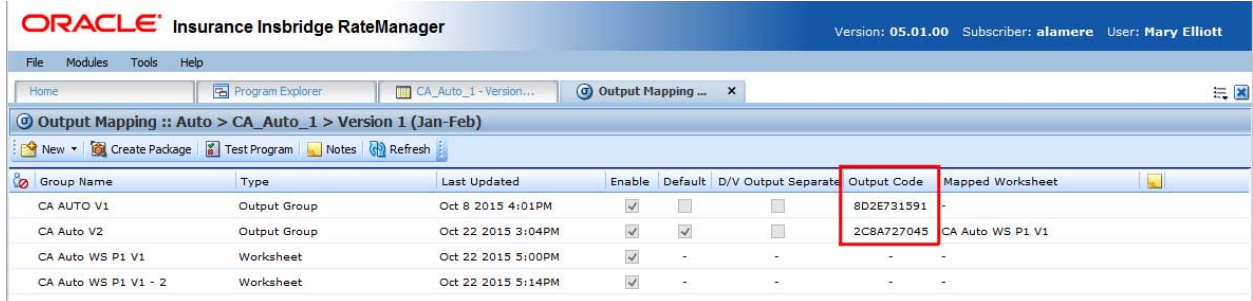 ORACLE® Insurance Insbridge RateManager
Version: 05.01.00 Subscriber: alamere User: Mary Elliott
File Modules Tools Help
Home Program Explorer CA_Auto_1 - Version... Output Mapping ... x
Output Mapping :: Auto > CA_Auto_1 > Version 1 (Jan-Feb)
New Create Package Test Program Notes Refresh
Group Name Type Last Updated Enable Default D/V Output Separate Output Code Mapped Worksheet
CA AUTO V1 Output Group Oct 8 2015 4:01PM 8D2E731591 -
CA Auto V2 Output Group Oct 22 2015 3:04PM 2C8A727045 CA Auto WS P1 V1
CA Auto WS P1 V1 Worksheet Oct 22 2015 5:00PM - - - -
CA Auto WS P1 V1 - 2 Worksheet Oct 22 2015 5:14PM - - - -